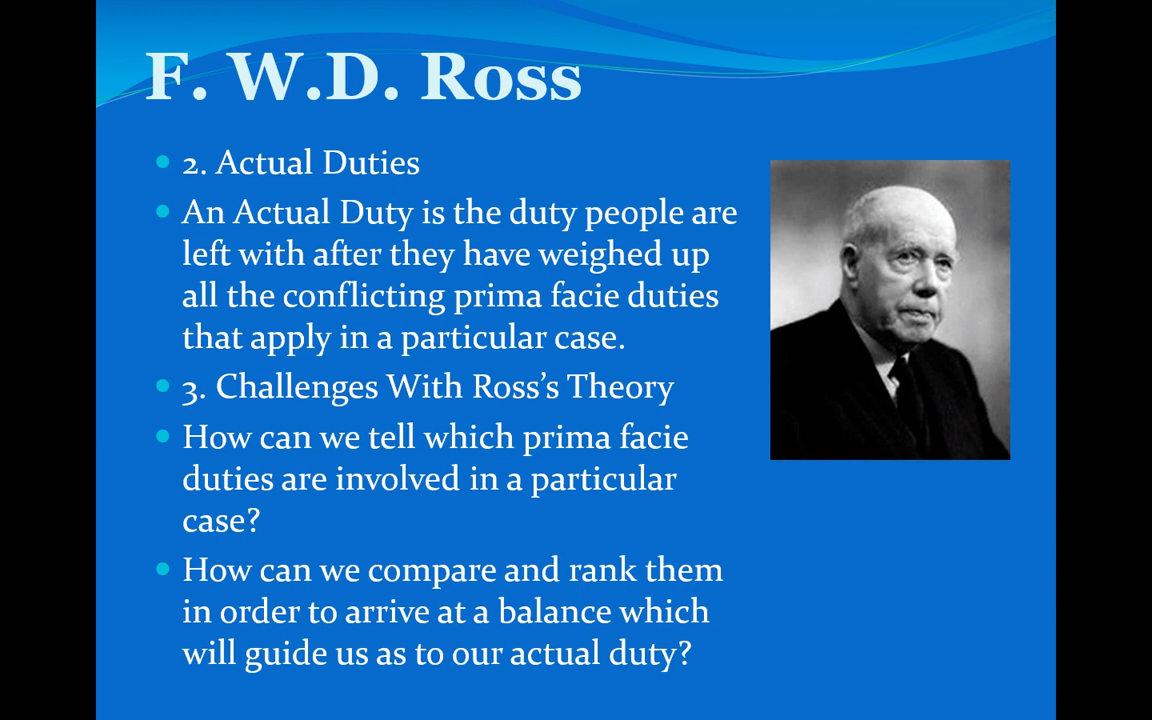 F. W.D. Ross
2. Actual Duties
An Actual Duty is the duty people are
left with after they have weighed up
all the conflicting prima facie duties
that apply in a particular case.
3. Challenges With Ross’s Theory
How can we tell which prima facie
duties are involved in a particular
case?
How can we compare and rank them
in order to arrive at a balance which
will guide us as to our actual duty?